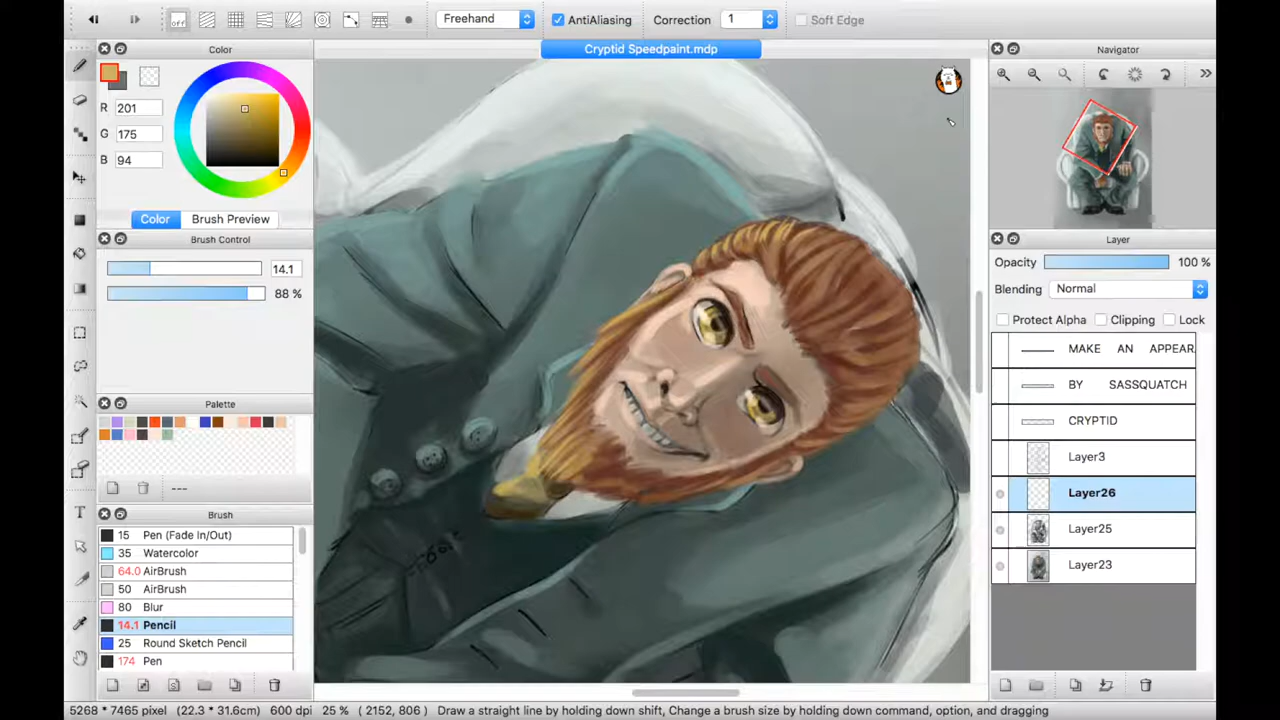 off
Freehand
AntiAliasing
Correction
1
Soft Edge
Color
Cryptid Speedpaint.mdp
Navigator
R 201
G 175
B 94
Color
Brush Preview
Brush Control
14.1
88 %
Layer
Opacity
100 %
Blending
Normal
Protect Alpha
Clipping
Lock
MAKE AN APPEAR
BY SASSQUATCH
CRYPTID
Layer3
Layer26
Layer25
Layer23
Palette
---
Brush
15 Pen (Fade In/Out)
35 Watercolor
64.0 AirBrush
50 AirBrush
80 Blur
14.1 Pencil
25 Round Sketch Pencil
174 Pen
T
5268 * 7465 pixel (22.3 * 31.6cm) 600 dpi 25 % ( 2152, 806 ) Draw a straight line by holding down shift, Change a brush size by holding down command, option, and dragging